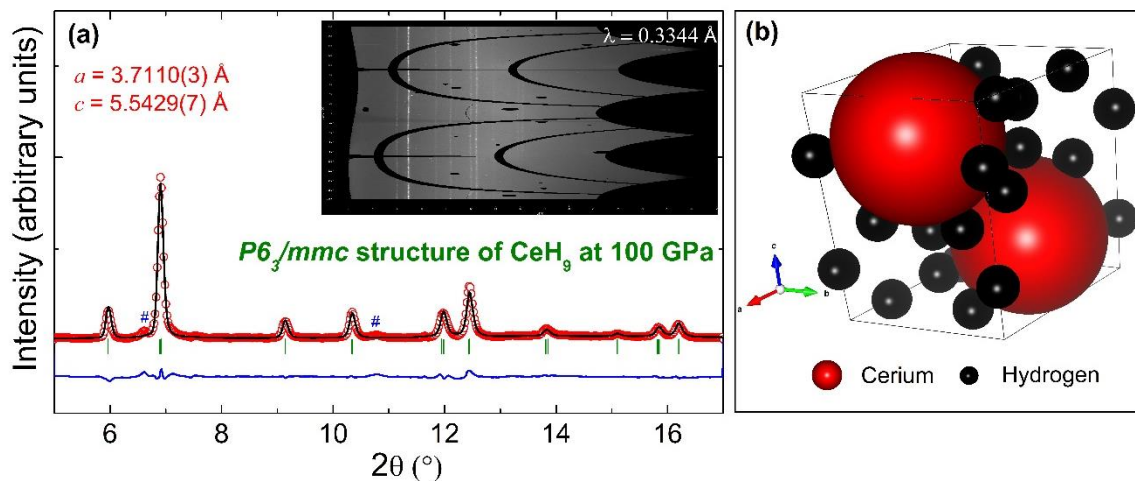 (a)
λ = 0.3344 Å
a = 3.7110(3) Å
c = 5.5429(7) Å
P6₃/mmc structure of CeH₉ at 100 GPa
#
#
Intensity (arbitrary units)
6 8 10 12 14 16
2θ (°)
(b)
c
a
b
Cerium
Hydrogen